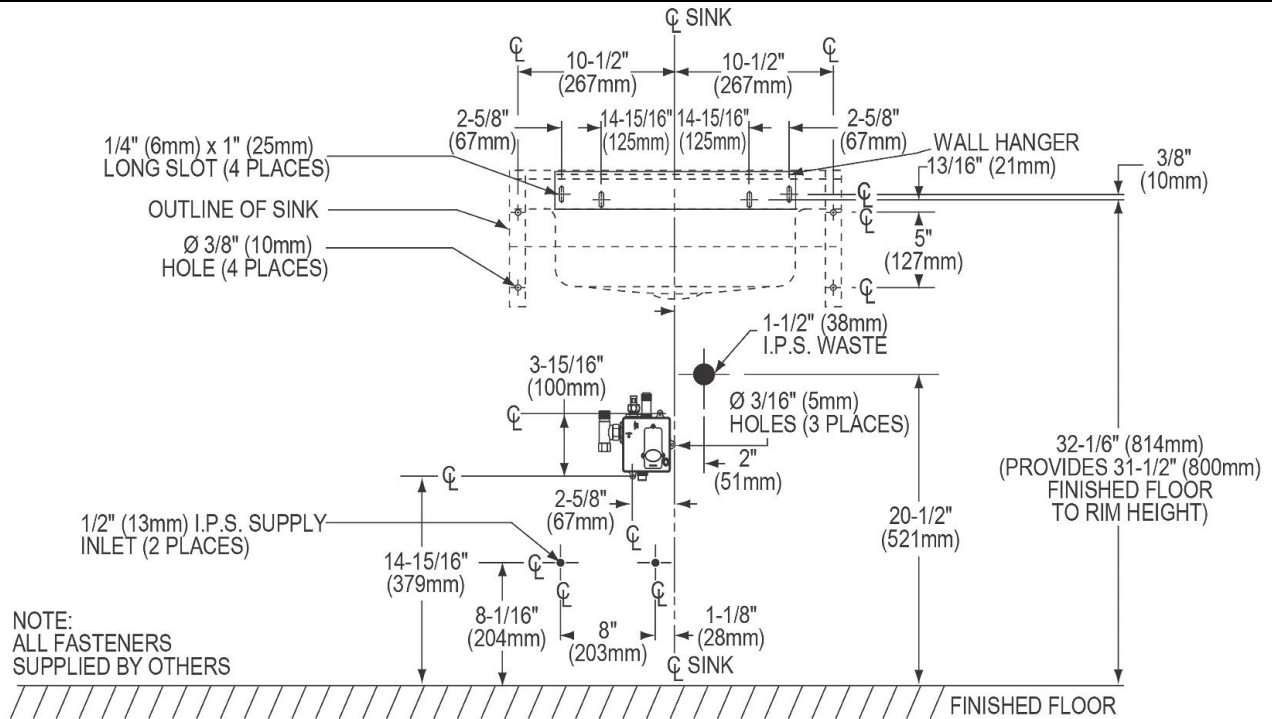 ℄ SINK
℄
℄
10-1/2"
(267mm)
10-1/2"
(267mm)
2-5/8"
(67mm)
14-15/16"
(125mm)
14-15/16"
(125mm)
2-5/8"
(67mm)
1/4" (6mm) x 1" (25mm)
LONG SLOT (4 PLACES)
WALL HANGER
13/16" (21mm)
3/8"
(10mm)
℄
℄
OUTLINE OF SINK
Ø 3/8" (10mm)
HOLE (4 PLACES)
5"
(127mm)
℄
1-1/2" (38mm)
I.P.S. WASTE
3-15/16"
(100mm)
℄
Ø 3/16" (5mm)
HOLES (3 PLACES)
32-1/6" (814mm)
(PROVIDES 31-1/2" (800mm)
FINISHED FLOOR
TO RIM HEIGHT)
2"
(51mm)
℄
2-5/8"
(67mm)
℄
20-1/2"
(521mm)
1/2" (13mm) I.P.S. SUPPLY
INLET (2 PLACES)
14-15/16"
(379mm)
℄
℄
℄
8-1/16"
(204mm)
8"
(203mm)
1-1/8"
(28mm)
NOTE:
ALL FASTENERS
SUPPLIED BY OTHERS
℄ SINK
FINISHED FLOOR